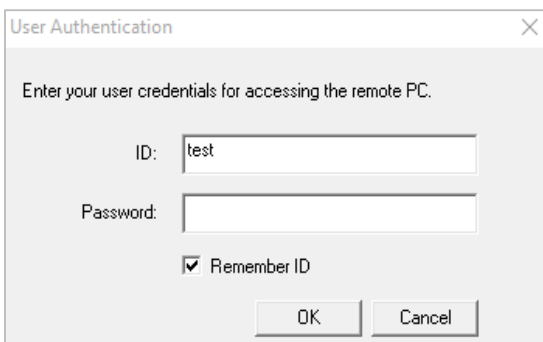 User Authentication
Enter your user credentials for accessing the remote PC.
ID: test
Password:
Remember ID
OK Cancel